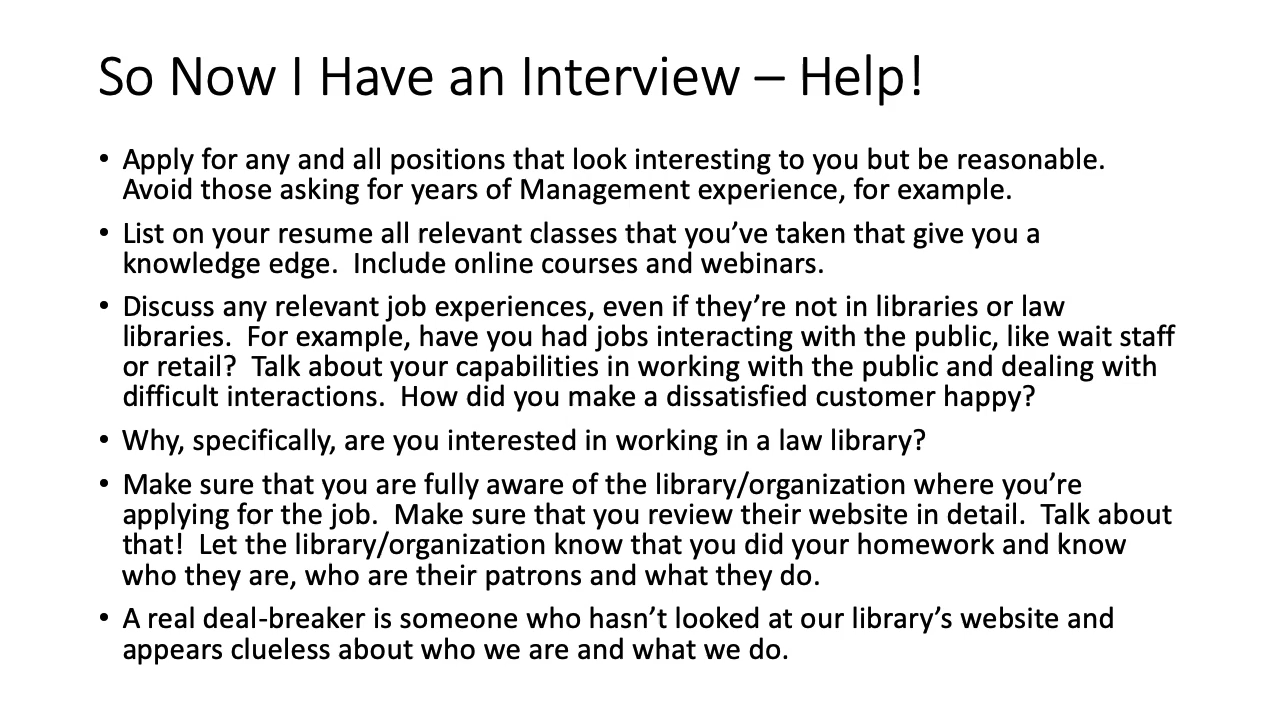 So Now I Have an Interview – Help!
• Apply for any and all positions that look interesting to you but be reasonable.
Avoid those asking for years of Management experience, for example.
• List on your resume all relevant classes that you’ve taken that give you a
knowledge edge.  Include online courses and webinars.
• Discuss any relevant job experiences, even if they’re not in libraries or law
libraries.  For example, have you had jobs interacting with the public, like wait staff
or retail?  Talk about your capabilities in working with the public and dealing with
difficult interactions.  How did you make a dissatisfied customer happy?
• Why, specifically, are you interested in working in a law library?
• Make sure that you are fully aware of the library/organization where you’re
applying for the job.  Make sure that you review their website in detail.  Talk about
that!  Let the library/organization know that you did your homework and know
who they are, who are their patrons and what they do.
• A real deal-breaker is someone who hasn’t looked at our library’s website and
appears clueless about who we are and what we do.